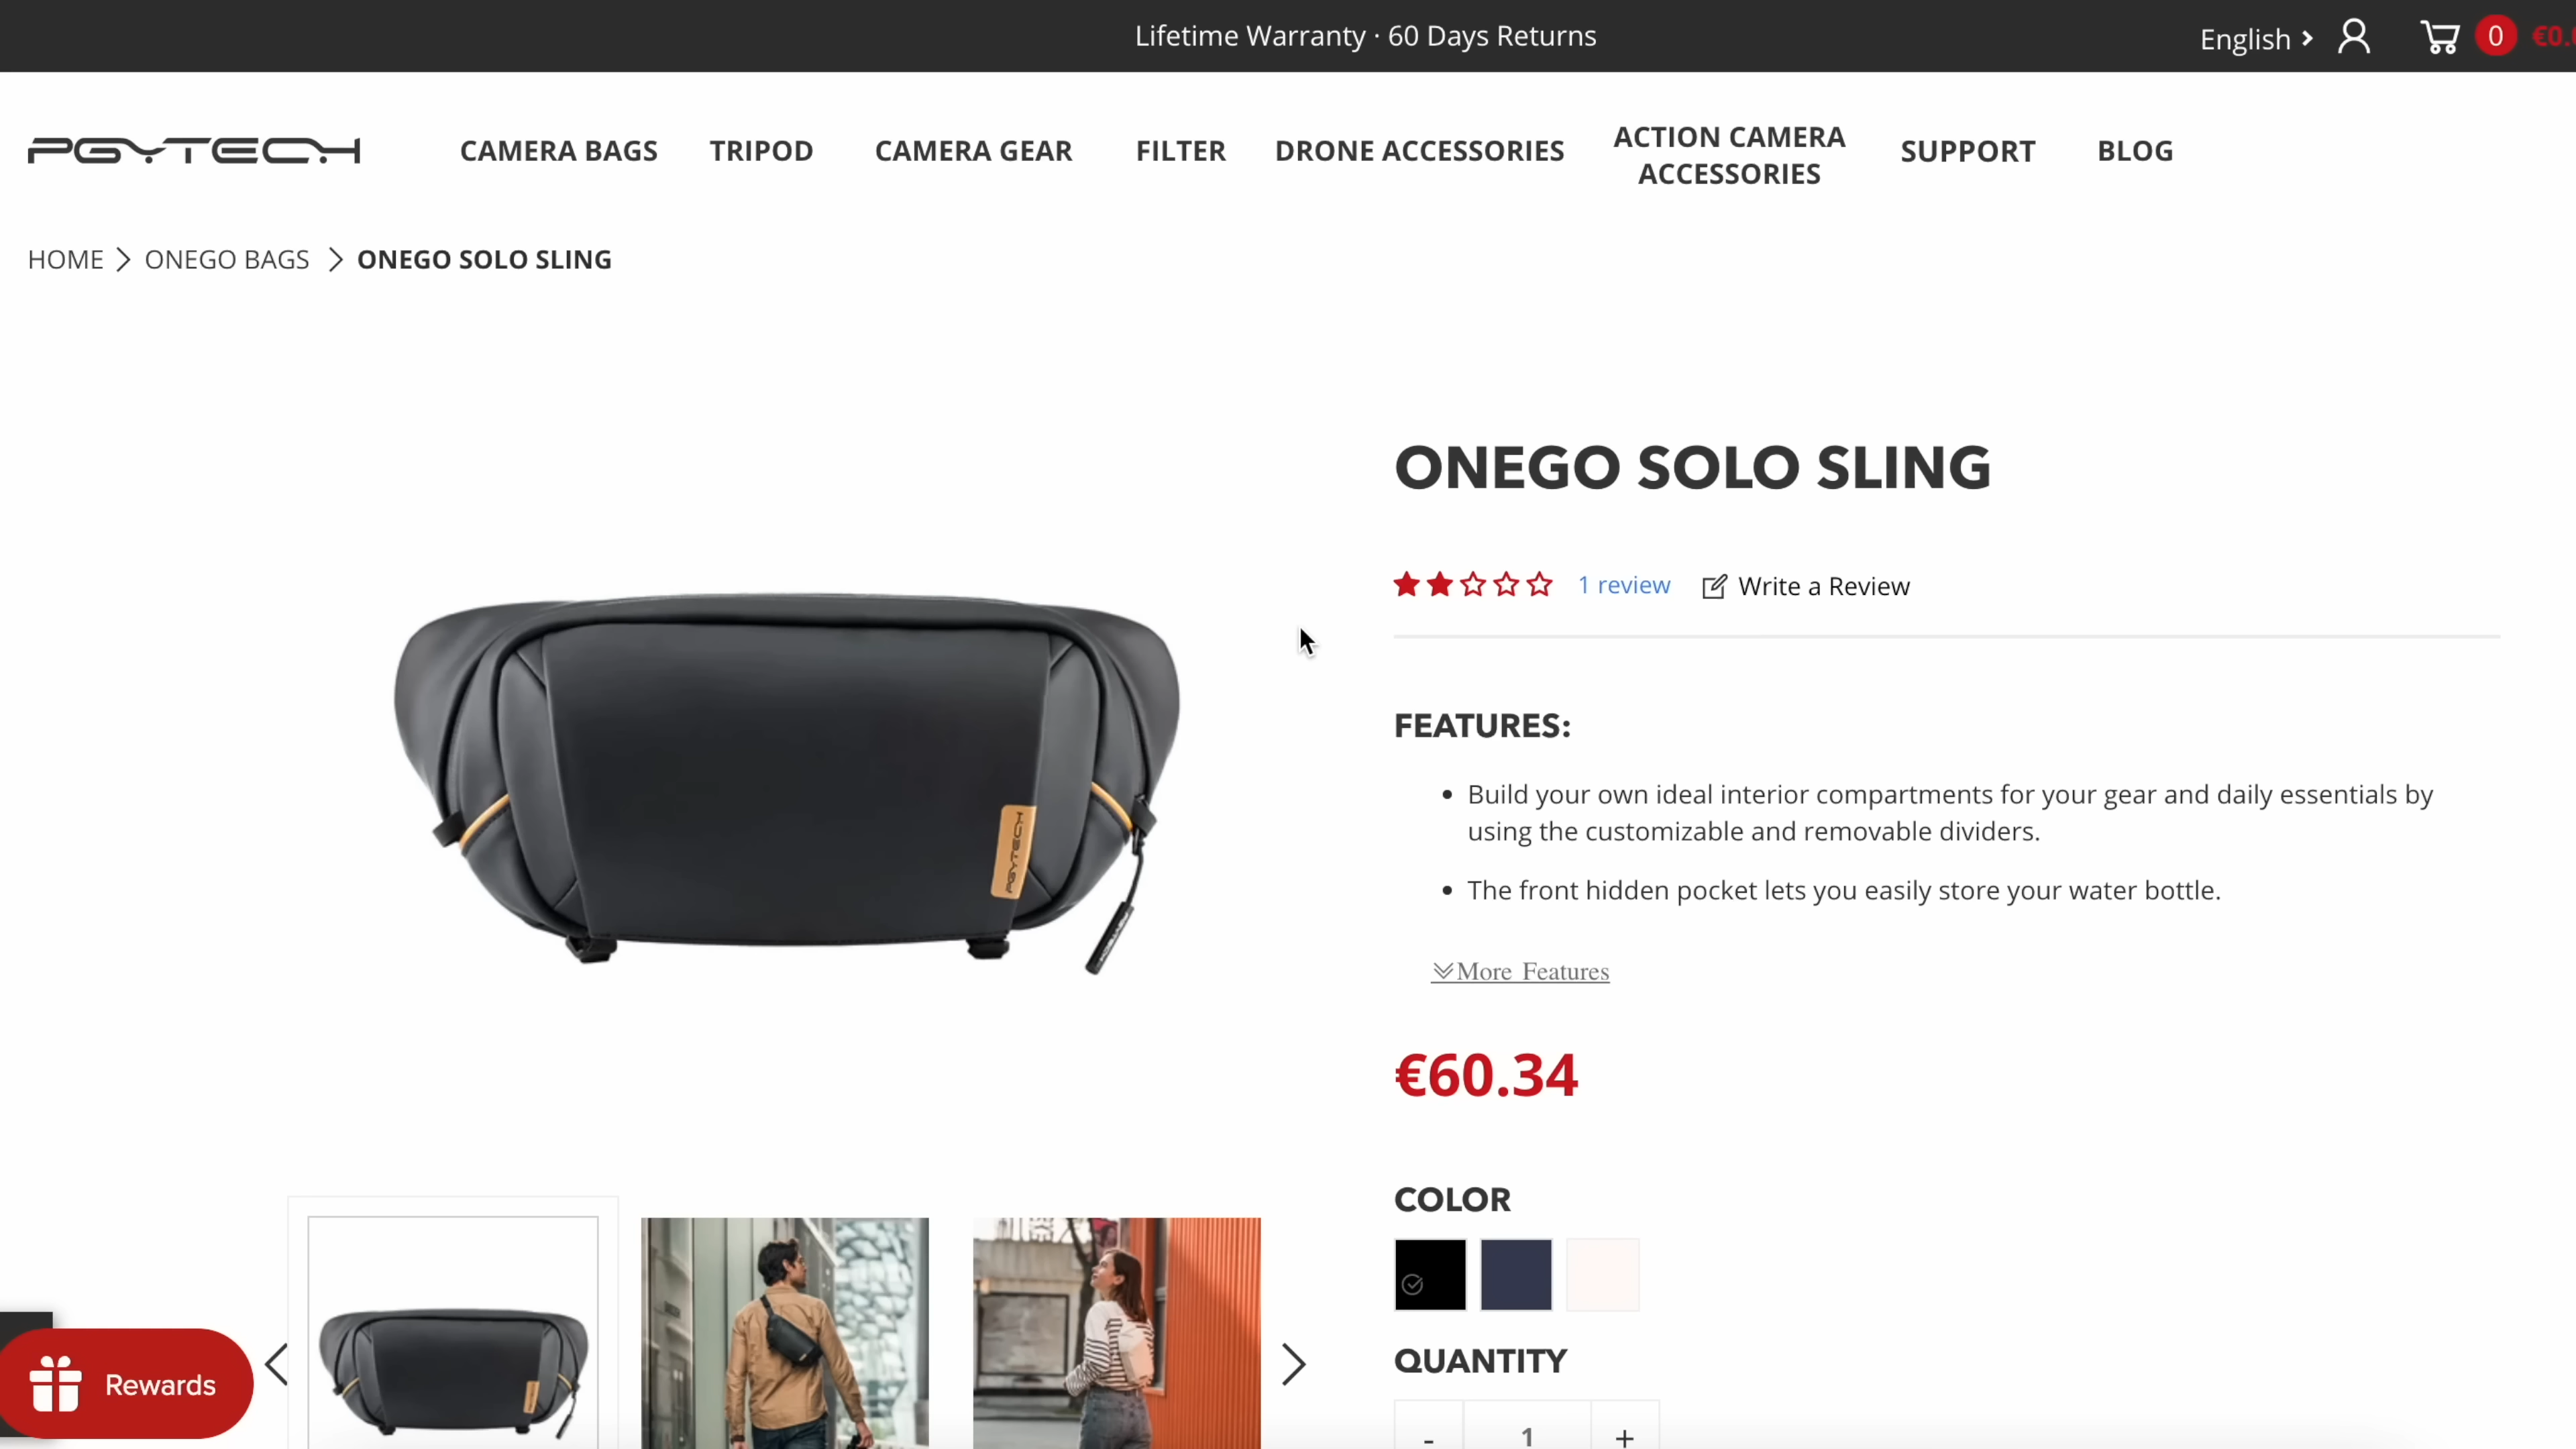 Lifetime Warranty · 60 Days Returns
English
0
PGYTECH
CAMERA BAGS
TRIPOD
CAMERA GEAR
FILTER
DRONE ACCESSORIES
ACTION CAMERA
ACCESSORIES
SUPPORT
BLOG
HOME > ONEGO BAGS > ONEGO SOLO SLING
ONEGO SOLO SLING
1 review
Write a Review
FEATURES:
• Build your own ideal interior compartments for your gear and daily essentials by
using the customizable and removable dividers.
• The front hidden pocket lets you easily store your water bottle.
More Features
€60.34
PGYTECH
COLOR
QUANTITY
- 1 +
Rewards